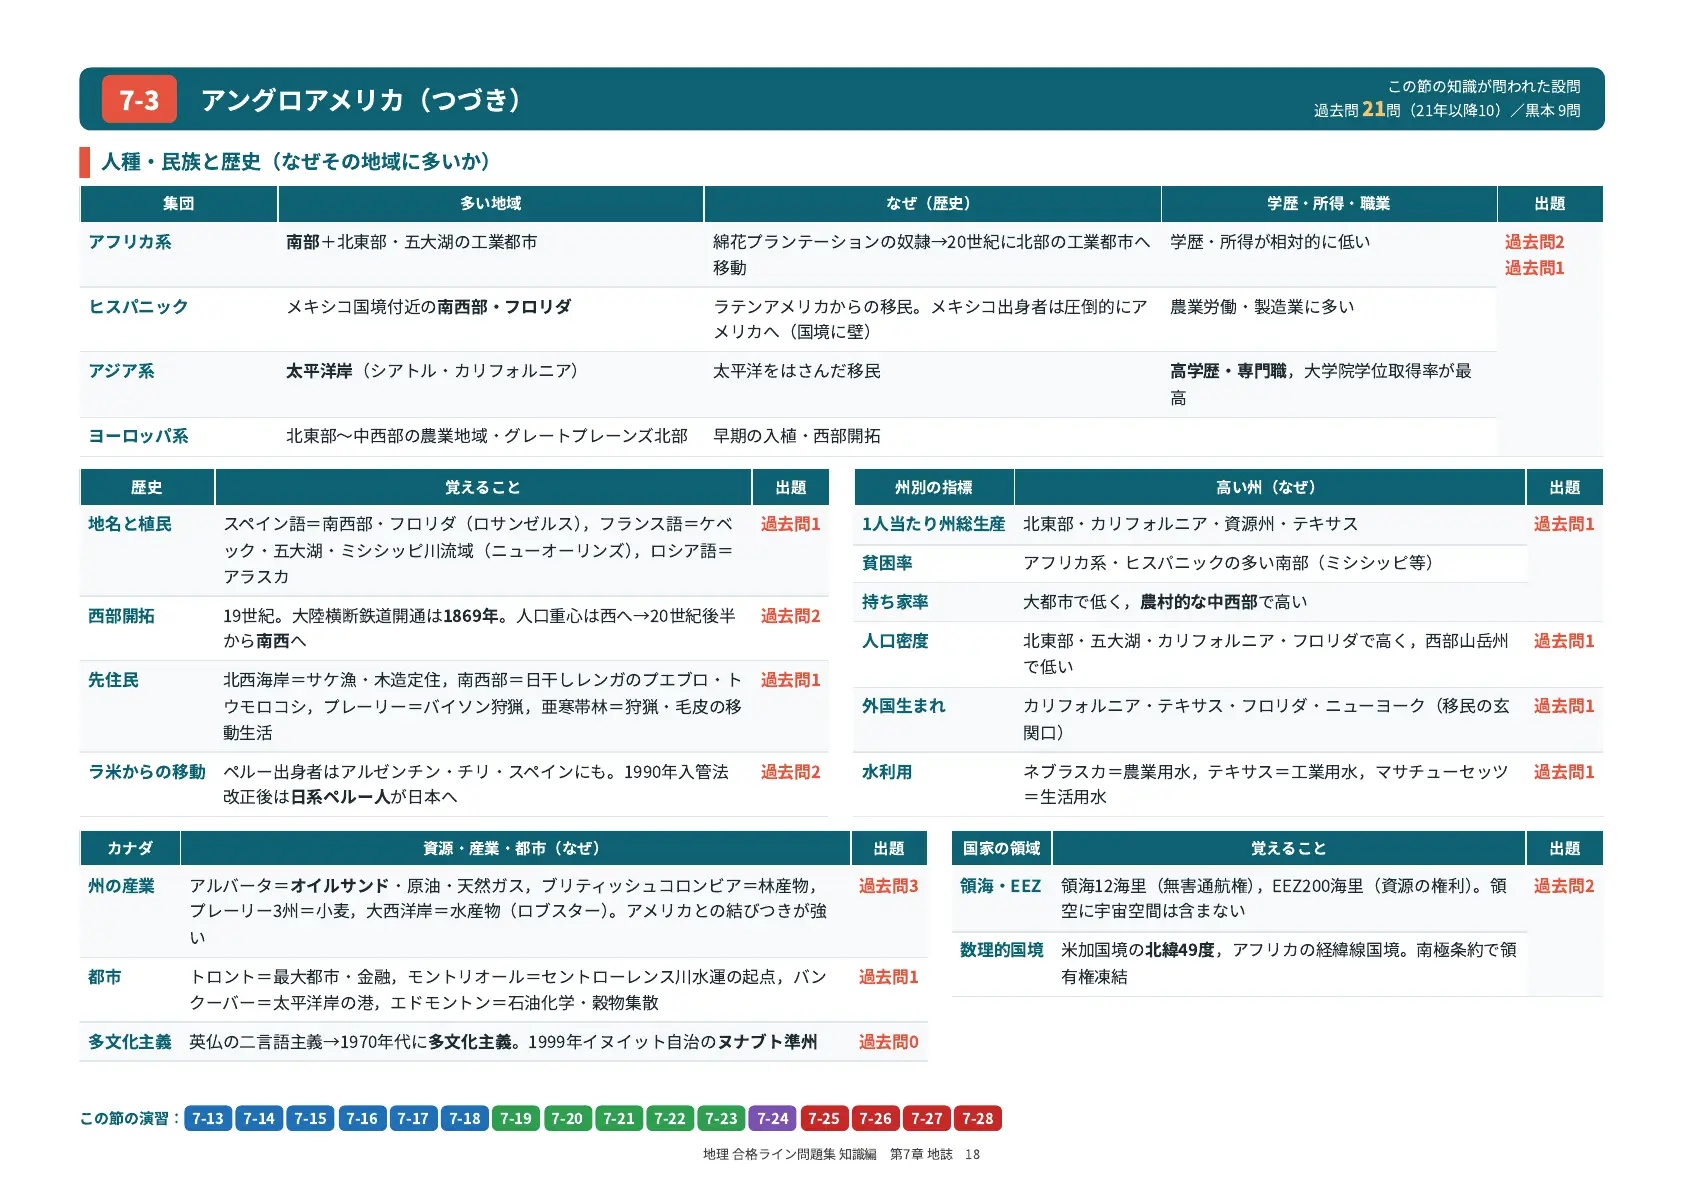 7-3 アングロアメリカ（つづき）
この節の知識が問われた設問
過去問 21問（21年以降10）／黒本 9問
人種・民族と歴史（なぜその地域に多いか）
集団 多い地域 なぜ（歴史） 学歴・所得・職業 出題
アフリカ系 南部＋北東部・五大湖の工業都市 綿花プランテーションの奴隷→20世紀に北部の工業都市へ 学歴・所得が相対的に低い 過去問2
移動 過去問1
ヒスパニック メキシコ国境付近の南西部・フロリダ ラテンアメリカからの移民。メキシコ出身者は圧倒的にア 農業労働・製造業に多い
メリカへ（国境に壁）
アジア系 太平洋岸（シアトル・カリフォルニア） 太平洋をはさんだ移民 高学歴・専門職，大学院学位取得率が最
高
ヨーロッパ系 北東部〜中西部の農業地域・グレートプレーンズ北部 早期の入植・西部開拓
歴史 覚えること 出題
地名と植民 スペイン語＝南西部・フロリダ（ロサンゼルス），フランス語＝ケベ 過去問1
ック・五大湖・ミシシッピ川流域（ニューオーリンズ），ロシア語＝
アラスカ
西部開拓 19世紀。大陸横断鉄道開通は1869年。人口重心は西へ→20世紀後半 過去問2
から南西へ
先住民 北西海岸＝サケ漁・木造定住，南西部＝日干しレンガのプエブロ・ト 過去問1
ウモロコシ，プレーリー＝バイソン狩猟，亜寒帯林＝狩猟・毛皮の移
動生活
ラ米からの移動 ペルー出身者はアルゼンチン・チリ・スペインにも。1990年入管法 過去問2
改正後は日系ペルー人が日本へ
州別の指標 高い州（なぜ） 出題
1人当たり州総生産 北東部・カリフォルニア・資源州・テキサス 過去問1
貧困率 アフリカ系・ヒスパニックの多い南部（ミシシッピ等）
持ち家率 大都市で低く，農村的な中西部で高い
人口密度 北東部・五大湖・カリフォルニア・フロリダで高く，西部山岳州 過去問1
で低い
外国生まれ カリフォルニア・テキサス・フロリダ・ニューヨーク（移民の玄 過去問1
関口）
水利用 ネブラスカ＝農業用水，テキサス＝工業用水，マサチューセッツ 過去問1
＝生活用水
カナダ 資源・産業・都市（なぜ） 出題
州の産業 アルバータ＝オイルサンド・原油・天然ガス，ブリティッシュコロンビア＝林産物， 過去問3
プレーリー3州＝小麦，大西洋岸＝水産物（ロブスター）。アメリカとの結びつきが強
い
都市 トロント＝最大都市・金融，モントリオール＝セントローレンス川水運の起点，バン 過去問1
クーバー＝太平洋岸の港，エドモントン＝石油化学・穀物集散
多文化主義 英仏の二言語主義→1970年代に多文化主義。1999年イヌイット自治のヌナブト準州 過去問0
国家の領域 覚えること 出題
領海・EEZ 領海12海里（無害通航権），EEZ200海里（資源の権利）。領 過去問2
空に宇宙空間は含まない
数理的国境 米加国境の北緯49度，アフリカの経緯線国境。南極条約で領
有権凍結
この節の演習： 7-13 7-14 7-15 7-16 7-17 7-18 7-19 7-20 7-21 7-22 7-23 7-24 7-25 7-26 7-27 7-28
地理 合格ライン問題集 知識編 第7章 地誌 18